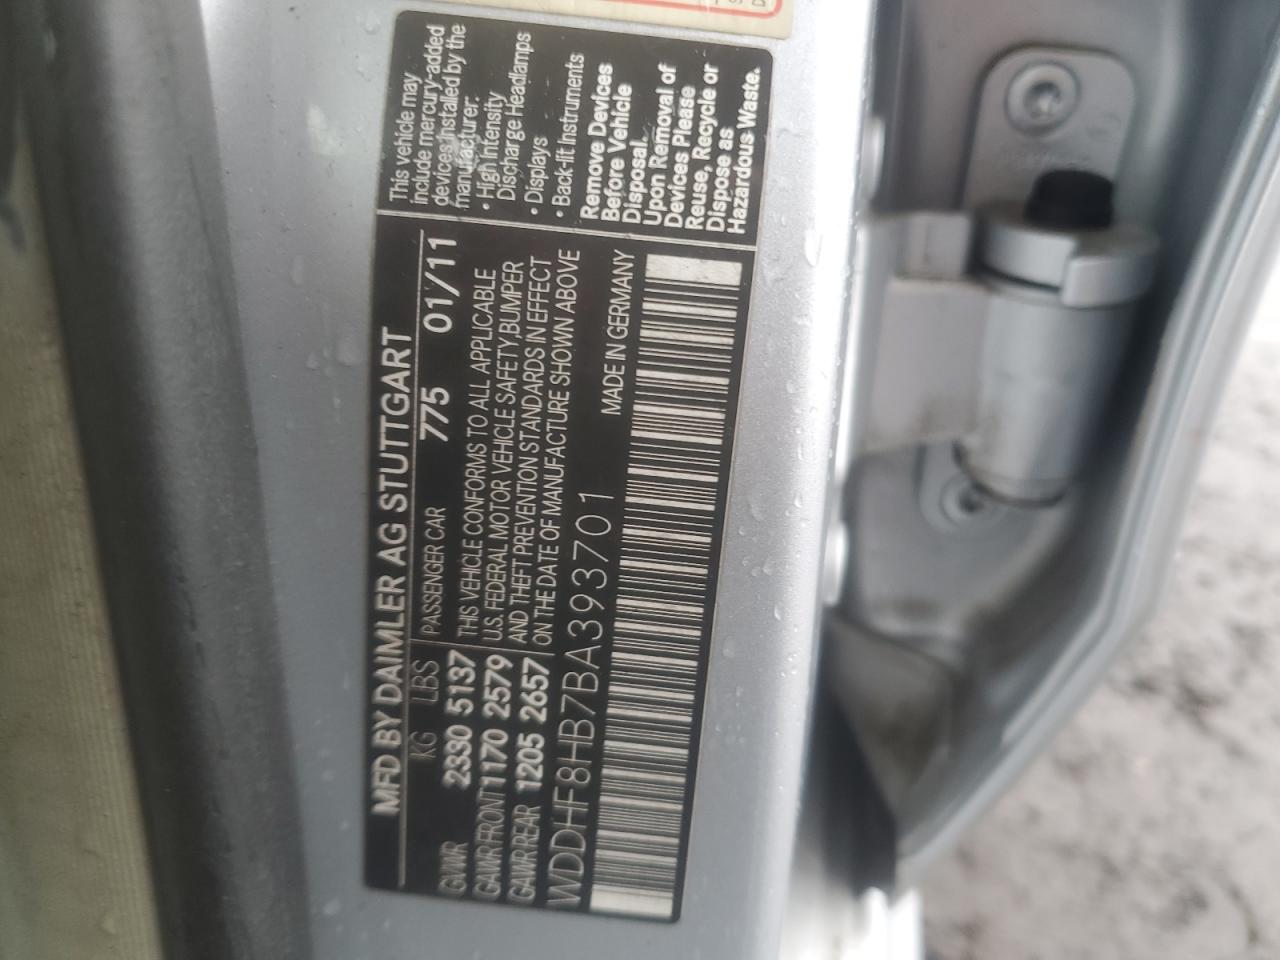 MFD BY DAIMLER AG STUTTGART
KG LBS
PASSENGER CAR 775 01/11
GVWR 2330 5137
GAWR FRONT 1170 2579
GAWR REAR 1205 2657
THIS VEHICLE CONFORMS TO ALL APPLICABLE
U.S. FEDERAL MOTOR VEHICLE SAFETY,BUMPER
AND THEFT PREVENTION STANDARDS IN EFFECT
ON THE DATE OF MANUFACTURE SHOWN ABOVE
WDDHF8HB7BA393701
MADE IN GERMANY
This vehicle may
include mercury-added
devices installed by the
manufacturer:
• High Intensity
Discharge Headlamps
• Displays
• Back-lit Instruments
Remove Devices
Before Vehicle
Disposal.
Upon Removal of
Devices Please
Reuse, Recycle or
Dispose as
Hazardous Waste.